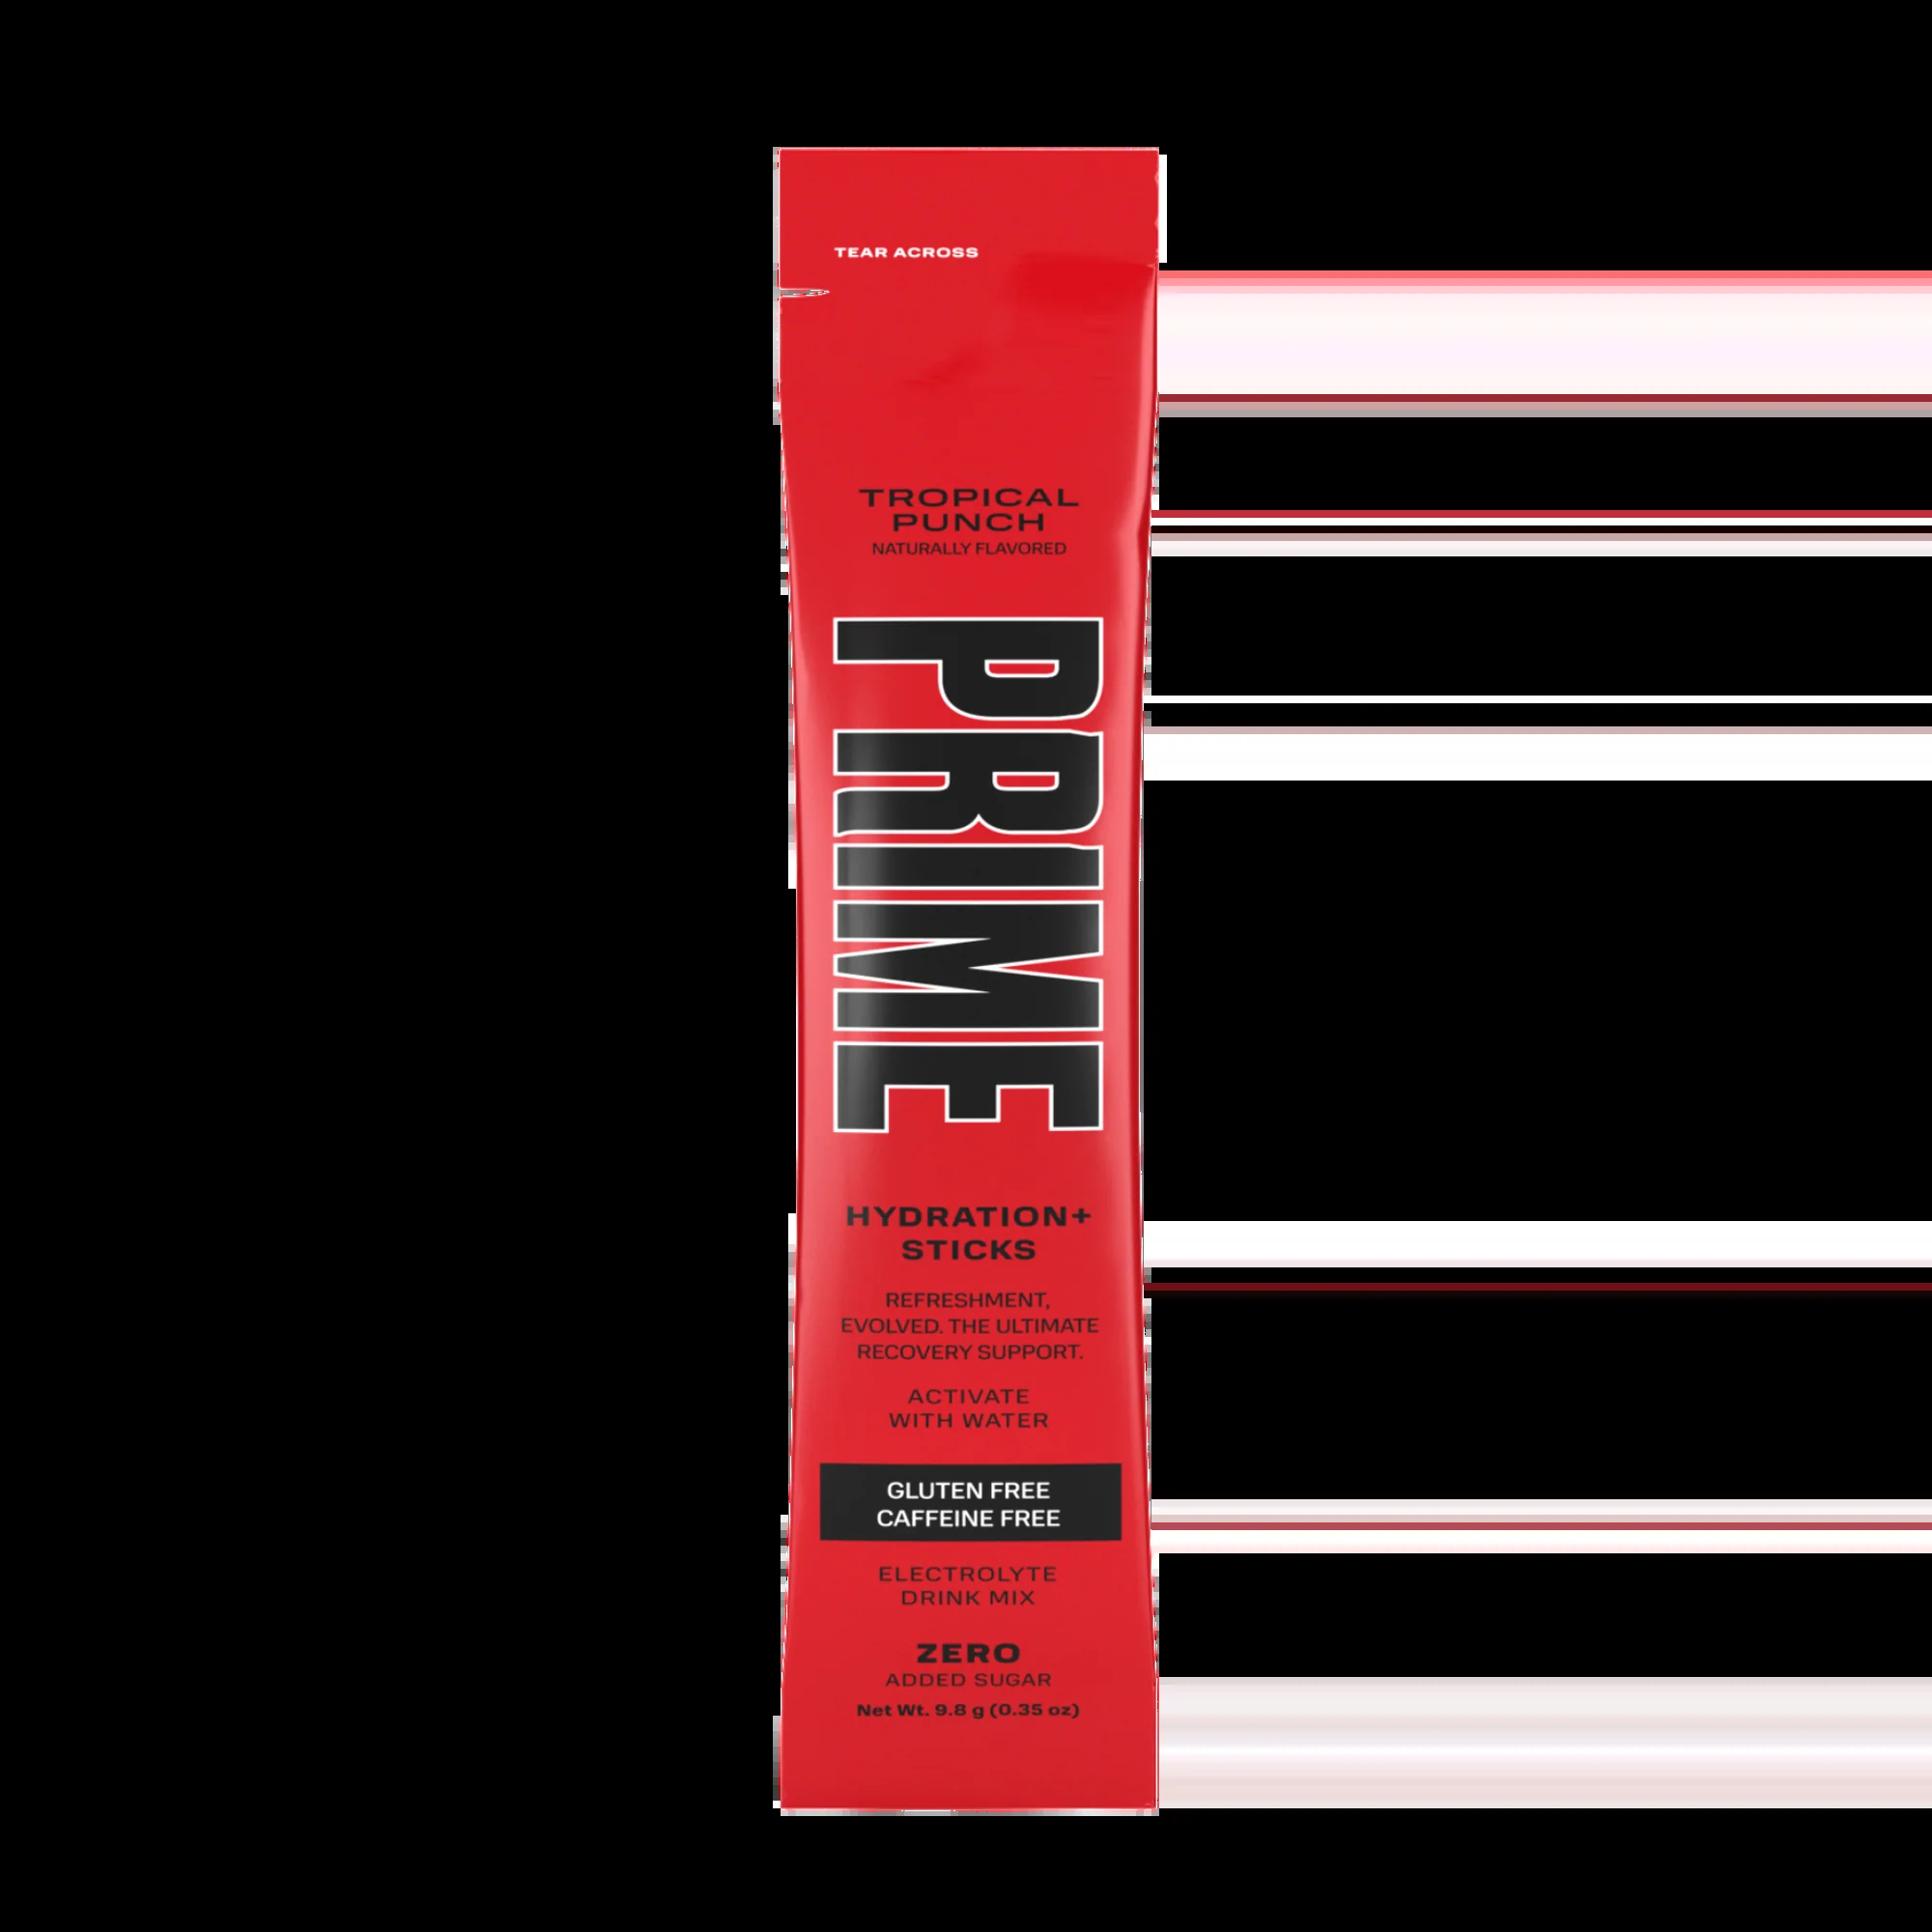 TEAR ACROSS
TROPICAL
PUNCH
NATURALLY FLAVORED
PRIME
HYDRATION+
STICKS
REFRESHMENT,
EVOLVED. THE ULTIMATE
RECOVERY SUPPORT.
ACTIVATE
WITH WATER
GLUTEN FREE
CAFFEINE FREE
ELECTROLYTE
DRINK MIX
ZERO
ADDED SUGAR
Net Wt. 9.8 g (0.35 oz)